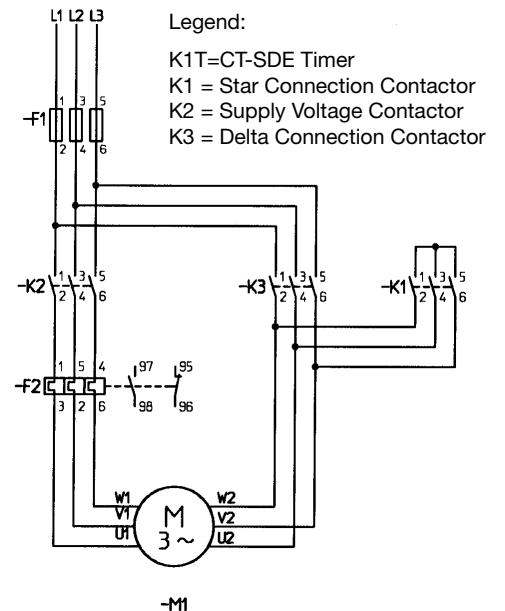 L1 L2 L3
Legend:
K1T=CT-SDE Timer
K1 = Star Connection Contactor
K2 = Supply Voltage Contactor
K3 = Delta Connection Contactor
-F1
1 3 5
2 4 6
-K2
1 3 5
2 4 6
-K3
1 3 5
2 4 6
-K1
1 3 5
2 4 6
-F2
1 5 4
3 2 6
97 95
98 96
W1
V1
U1
M
3 ~
W2
V2
U2
-M1